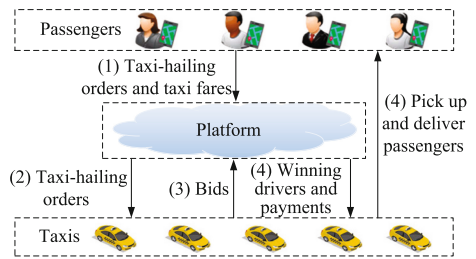 Passengers
(1) Taxi-hailing
orders and taxi fares
Platform
(4) Pick up
and deliver
passengers
(2) Taxi-hailing
orders
(3) Bids
(4) Winning
drivers and
payments
Taxis